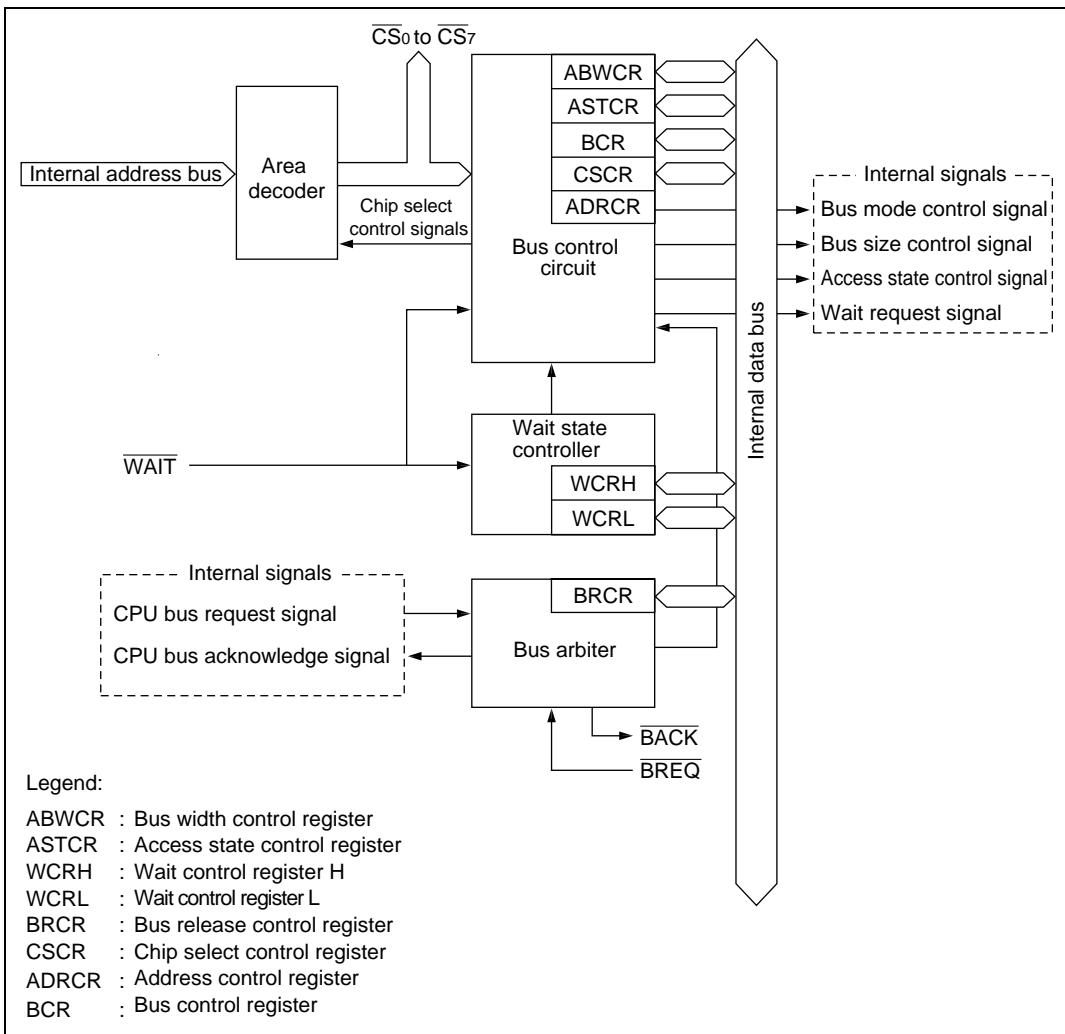 CS0 to CS7
ABWCR
ASTCR
BCR
CSCR
ADRCR
Bus control
circuit
Internal address bus
Area
decoder
Chip select
control signals
Internal signals
Bus mode control signal
Bus size control signal
Access state control signal
Wait request signal
Internal data bus
WAIT
Wait state
controller
WCRH
WCRL
Internal signals
CPU bus request signal
CPU bus acknowledge signal
BRCR
Bus arbiter
BACK
BREQ
Legend:
ABWCR : Bus width control register
ASTCR : Access state control register
WCRH : Wait control register H
WCRL : Wait control register L
BRCR : Bus release control register
CSCR : Chip select control register
ADRCR : Address control register
BCR : Bus control register